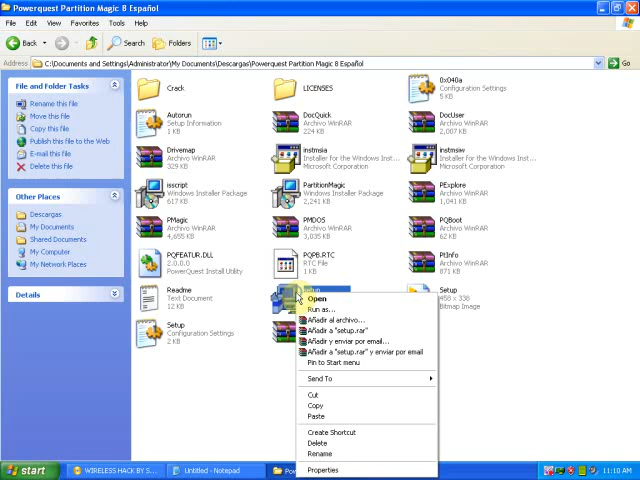 Powerquest Partition Magic 8 Español
File Edit View Favorites Tools Help
Back Search Folders
Address C:\Documents and Settings\Administrator\My Documents\Descargas\Powerquest Partition Magic 8 Español Go
File and Folder Tasks
Rename this file
Move this file
Copy this file
Publish this file to the Web
E-mail this file
Delete this file
Other Places
Descargas
My Documents
Shared Documents
My Computer
My Network Places
Details
Crack
LICENSES
0x040a
Configuration Settings
5 KB
Autorun
Setup Information
1 KB
DocQuick
Archivo WinRAR
224 KB
DocUser
Archivo WinRAR
2,007 KB
Drivemap
Archivo WinRAR
329 KB
instmsia
Installer for the Windows Inst...
Microsoft Corporation
instmsiw
Installer for the Windows Inst...
Microsoft Corporation
isscript
Windows Installer Package
617 KB
PartitionMagic
Windows Installer Package
2,241 KB
PExplore
Archivo WinRAR
1,041 KB
PMagic
Archivo WinRAR
4,655 KB
PMDOS
Archivo WinRAR
3,035 KB
PQBoot
Archivo WinRAR
62 KB
PQFEATUR.DLL
2.0.0.0
PowerQuest Install Utility
PQPB.RTC
RTC File
1 KB
PtInfo
Archivo WinRAR
871 KB
Readme
Text Document
12 KB
setup
Setup
458 x 338
Bitmap Image
Setup
Configuration Settings
2 KB
Open
Run as...
Añadir al archivo...
Añadir a "setup.rar"
Añadir y enviar por email...
Añadir a "setup.rar" y enviar por email
Pin to Start menu
Send To
Cut
Copy
Paste
Create Shortcut
Delete
Rename
Properties
start
WIRELESS HACK BY S...
Untitled - Notepad
Pow
11:10 AM